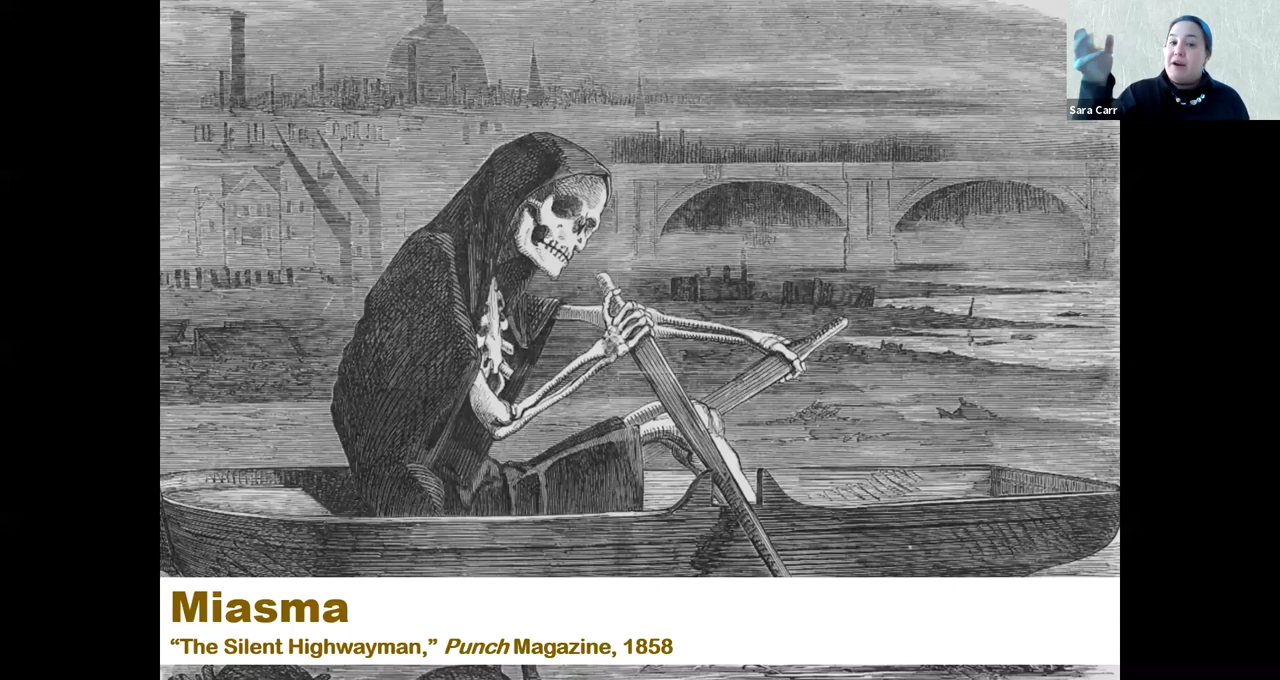 Sara Carr
Miasma
“The Silent Highwayman,” Punch Magazine, 1858